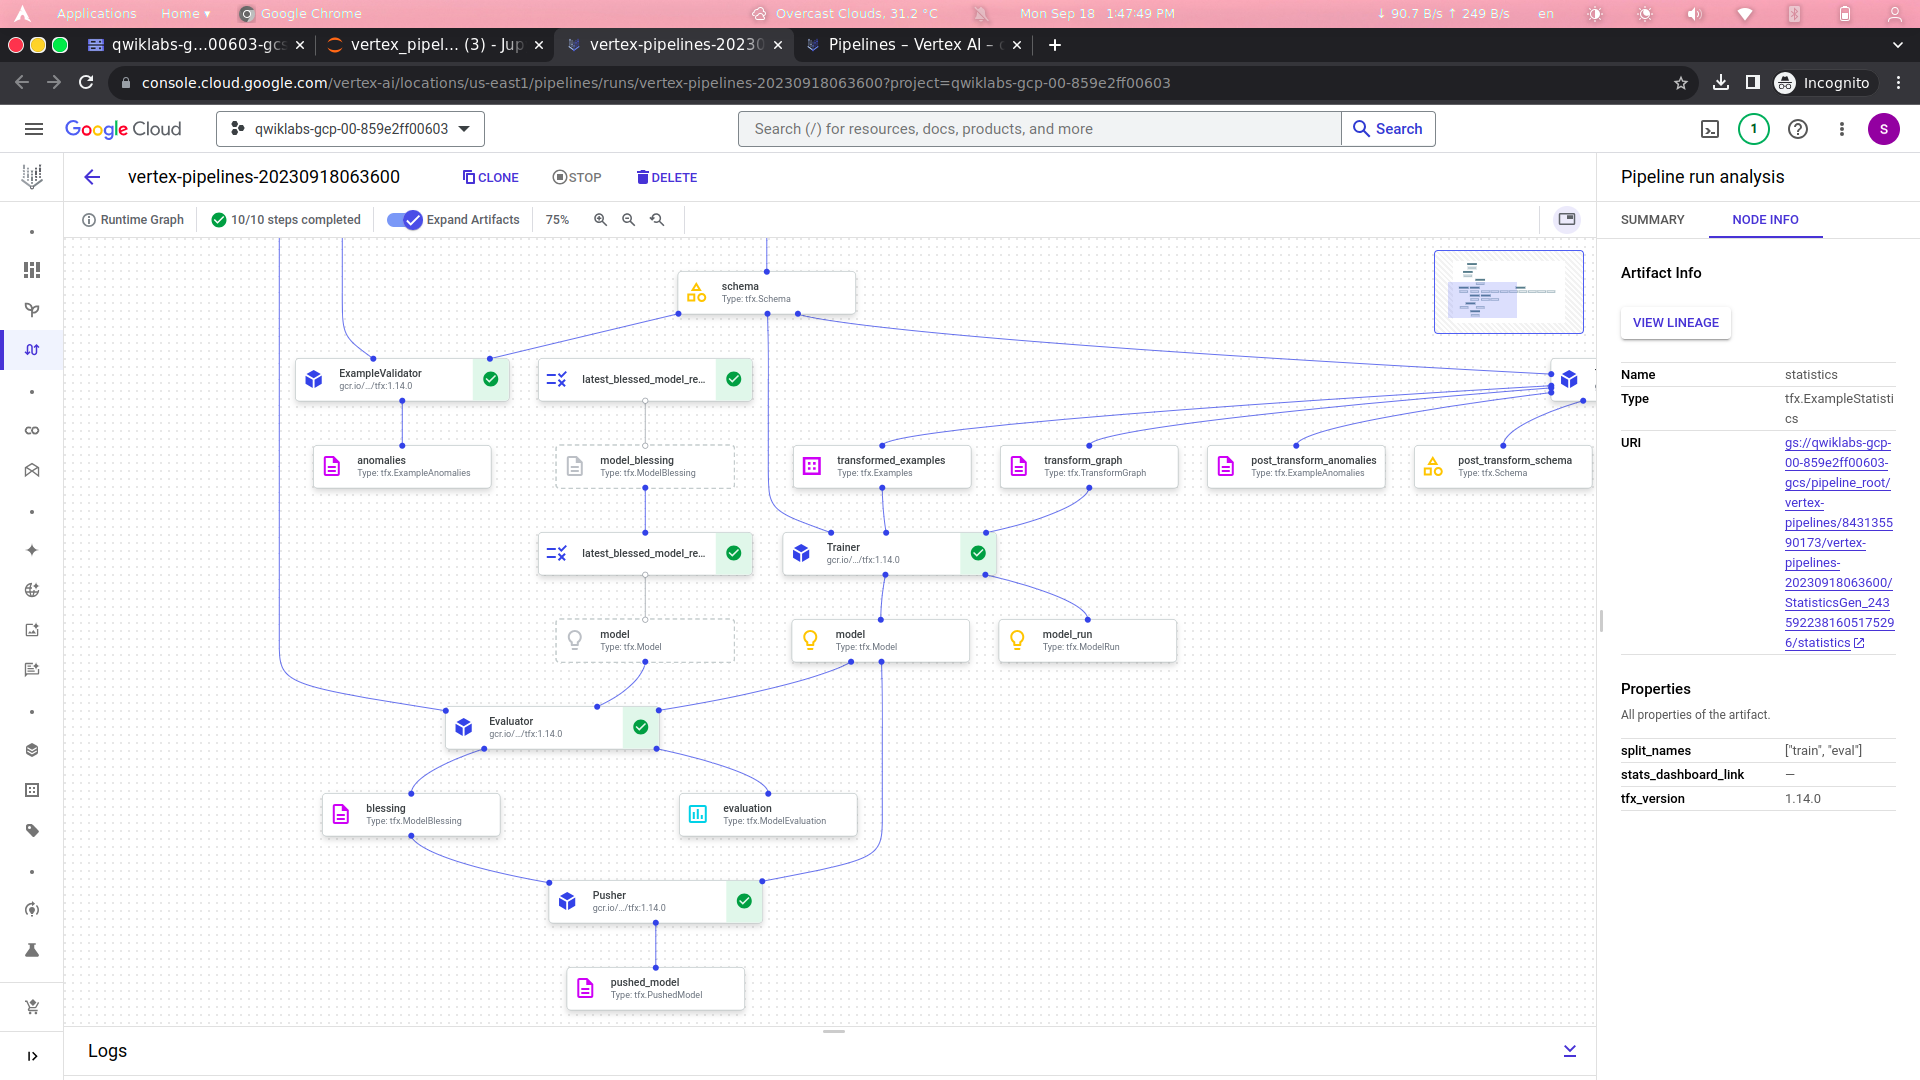 Applications
Home ▾
Google Chrome
Overcast Clouds, 31.2 °C
Mon Sep 18 1:47:49 PM
↓ 90.7 B/s ↑ 249 B/s
en
qwiklabs-g…00603-gcs
vertex_pipel… (3) - Jup
vertex-pipelines-20230
Pipelines – Vertex AI –
console.cloud.google.com/vertex-ai/locations/us-east1/pipelines/runs/vertex-pipelines-20230918063600?project=qwiklabs-gcp-00-859e2ff00603
Incognito
Google Cloud
qwiklabs-gcp-00-859e2ff00603
Search (/) for resources, docs, products, and more
Search
1
S
vertex-pipelines-20230918063600
CLONE
STOP
DELETE
Runtime Graph
10/10 steps completed
Expand Artifacts
75%
schema
Type: tfx.Schema
ExampleValidator
gcr.io/.../tfx:1.14.0
latest_blessed_model_re...
anomalies
Type: tfx.ExampleAnomalies
model_blessing
Type: tfx.ModelBlessing
transformed_examples
Type: tfx.Examples
transform_graph
Type: tfx.TransformGraph
post_transform_anomalies
Type: tfx.ExampleAnomalies
post_transform_schema
Type: tfx.Schema
latest_blessed_model_re...
Trainer
gcr.io/.../tfx:1.14.0
model
Type: tfx.Model
model
Type: tfx.Model
model_run
Type: tfx.ModelRun
Evaluator
gcr.io/.../tfx:1.14.0
blessing
Type: tfx.ModelBlessing
evaluation
Type: tfx.ModelEvaluation
Pusher
gcr.io/.../tfx:1.14.0
pushed_model
Type: tfx.PushedModel
Logs
Pipeline run analysis
SUMMARY
NODE INFO
Artifact Info
VIEW LINEAGE
Name statistics
Type tfx.ExampleStatisti
cs
URI gs://qwiklabs-gcp-
00-859e2ff00603-
gcs/pipeline_root/
vertex-
pipelines/8431355
90173/vertex-
pipelines-
20230918063600/
StatisticsGen_243
592238160517529
6/statistics
Properties
All properties of the artifact.
split_names ["train", "eval"]
stats_dashboard_link —
tfx_version 1.14.0